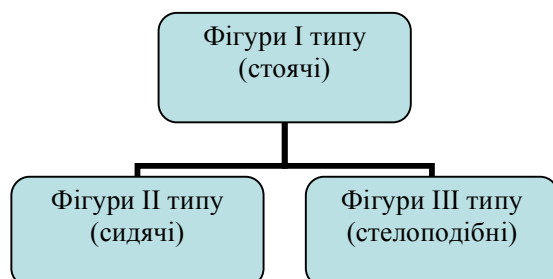 Фігури І типу
(стоячі)
Фігури ІІ типу
(сидячі)
Фігури ІІІ типу
(стелоподібні)